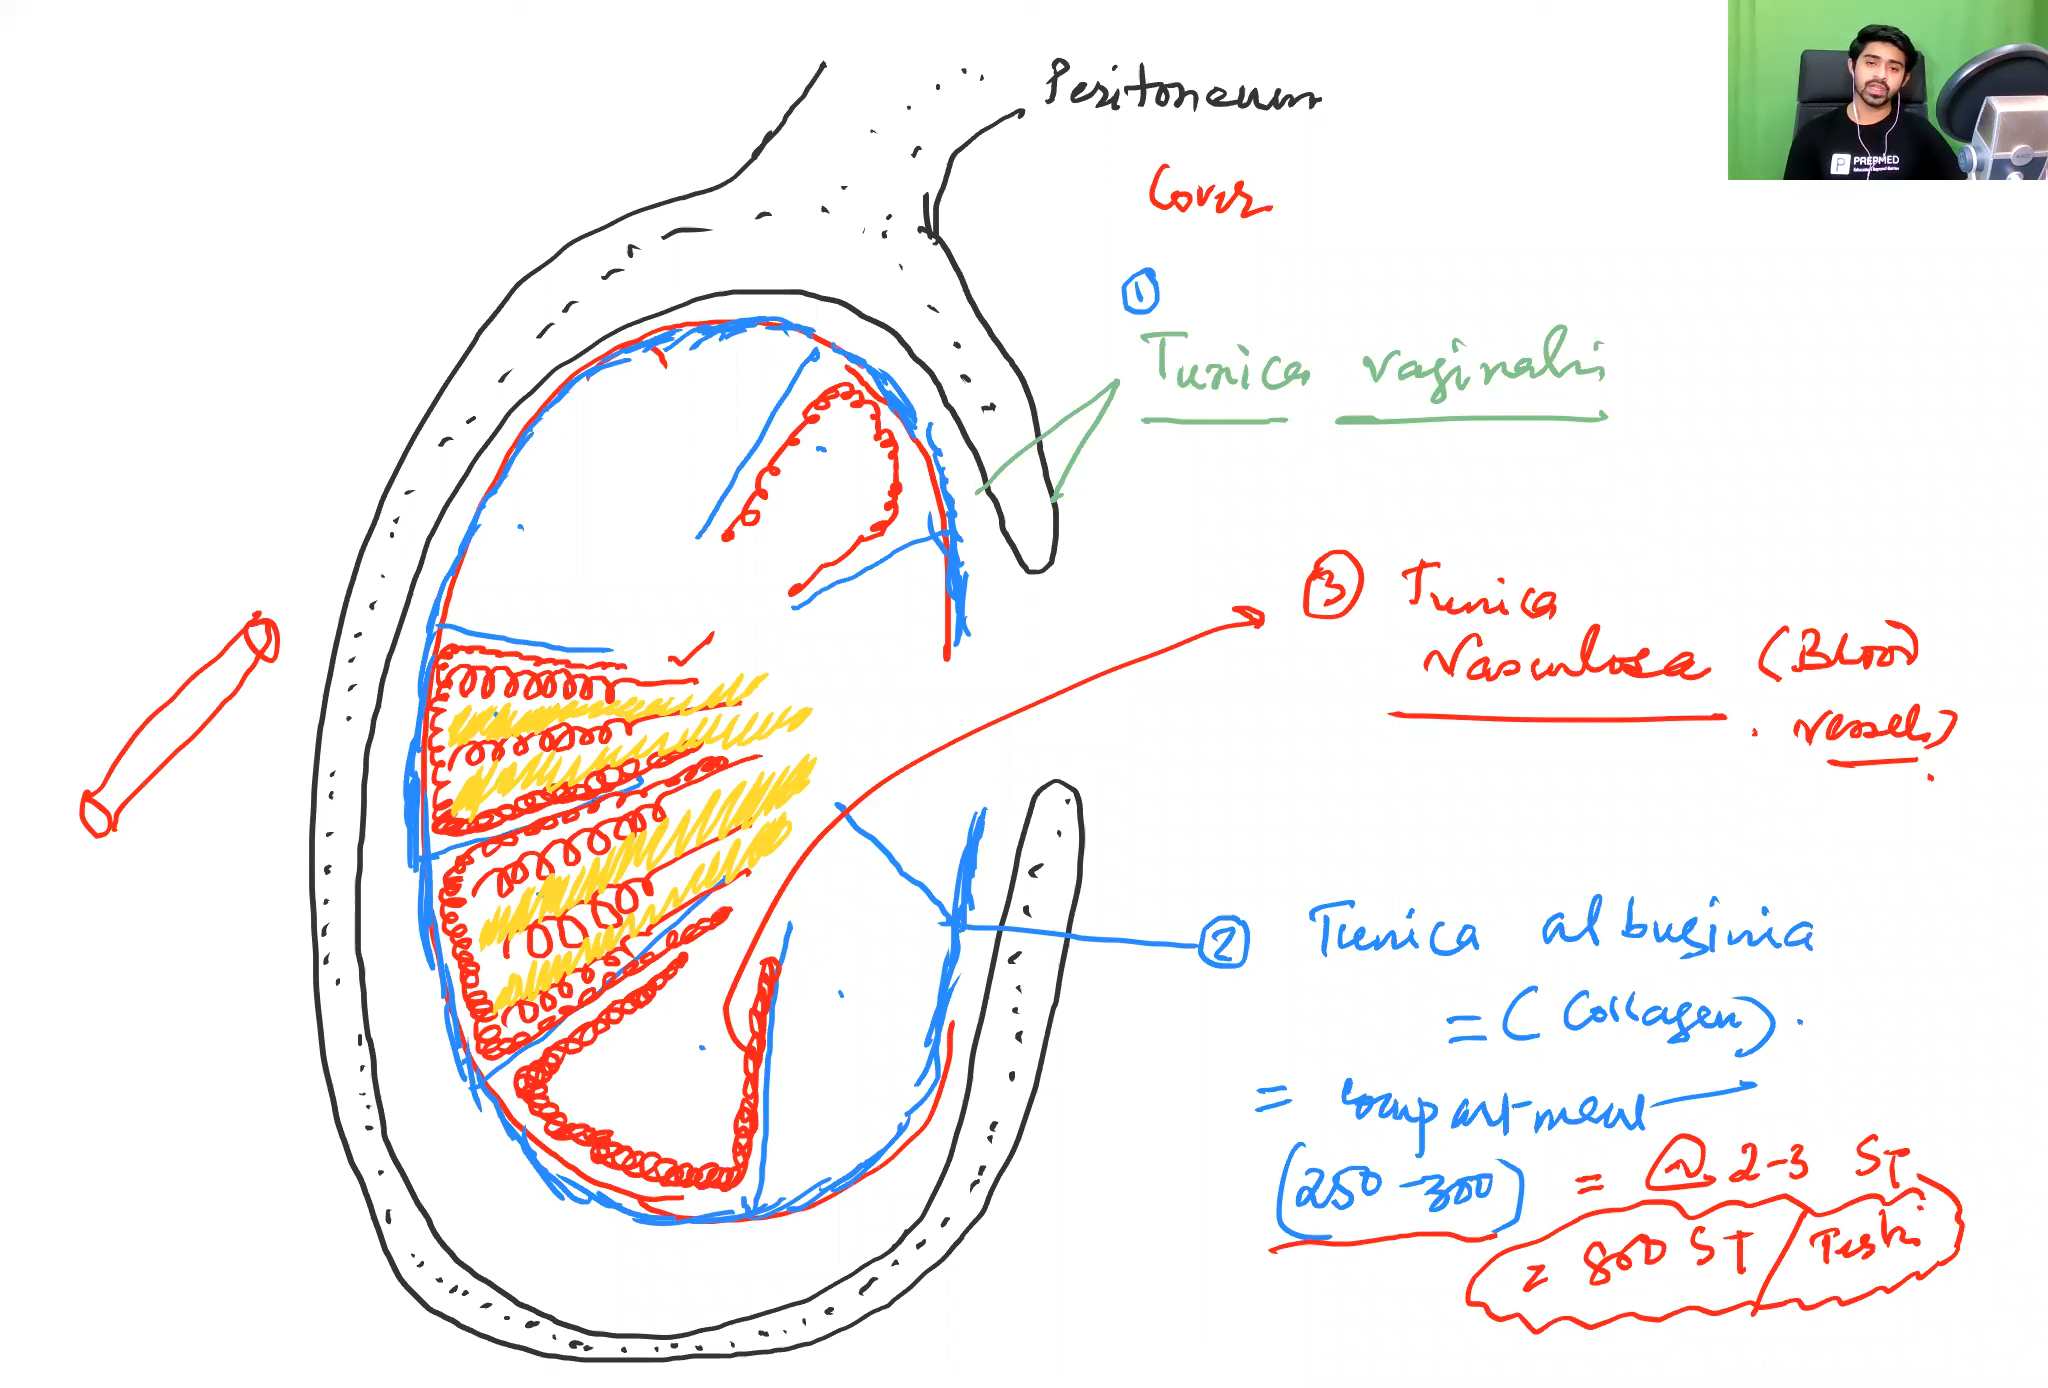 Peritoneum
PREPMED
Cover
1
Tunica vaginalis
3 Tunica
Vasculosa (Blood
vessels)
2 Tunica albuginia
= (Collagen).
= compartment
(250-300) = @ 2-3 ST
= 800 ST / Testis